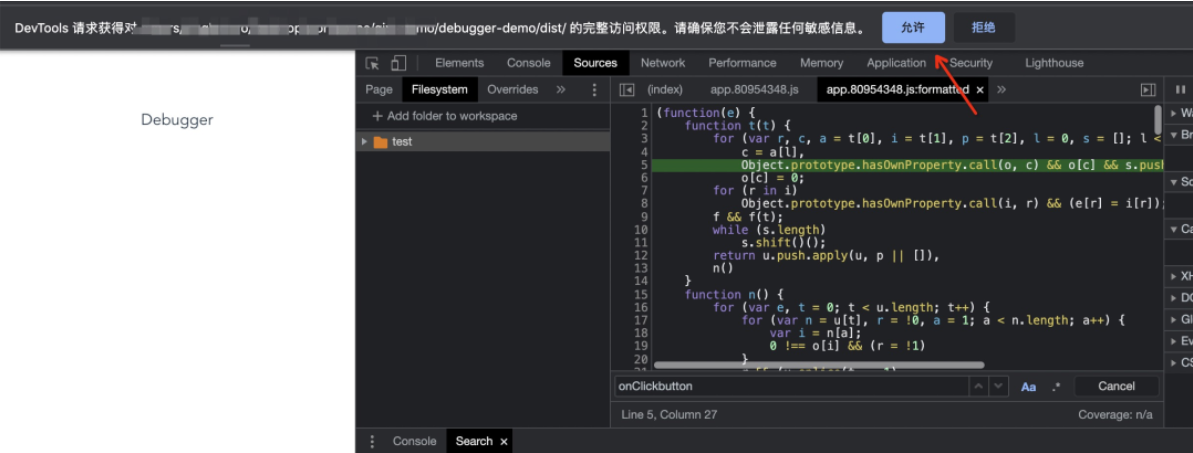 DevTools 请求获得对 mo/debugger-demo/dist/ 的完整访问权限。请确保您不会泄露任何敏感信息。 允许 拒绝
Elements Console Sources Network Performance Memory Application Security Lighthouse
Page Filesystem Overrides » (index) app.80954348.js app.80954348.js:formatted × »
+ Add folder to workspace
test
Debugger
1 (function(e) {
2 function t(t) {
3 for (var r, c, a = t[0], i = t[1], p = t[2], l = 0, s = []; l <
4 c = a[l],
5 Object.prototype.hasOwnProperty.call(o, c) && o[c] && s.push
6 o[c] = 0;
7 for (r in i)
8 Object.prototype.hasOwnProperty.call(i, r) && (e[r] = i[r]);
9 f && f(t);
10 while (s.length)
11 s.shift()();
12 return u.push.apply(u, p || []),
13 n()
14 }
15 function n() {
16 for (var e, t = 0; t < u.length; t++) {
17 for (var n = u[t], r = !0, a = 1; a < n.length; a++) {
18 var i = n[a];
19 0 !== o[i] && (r = !1)
20 }
onClickbutton Aa .* Cancel
Line 5, Column 27 Coverage: n/a
Console Search ×
Wa
Br
Sc
Ca
XH
DO
Gl
Ev
CS